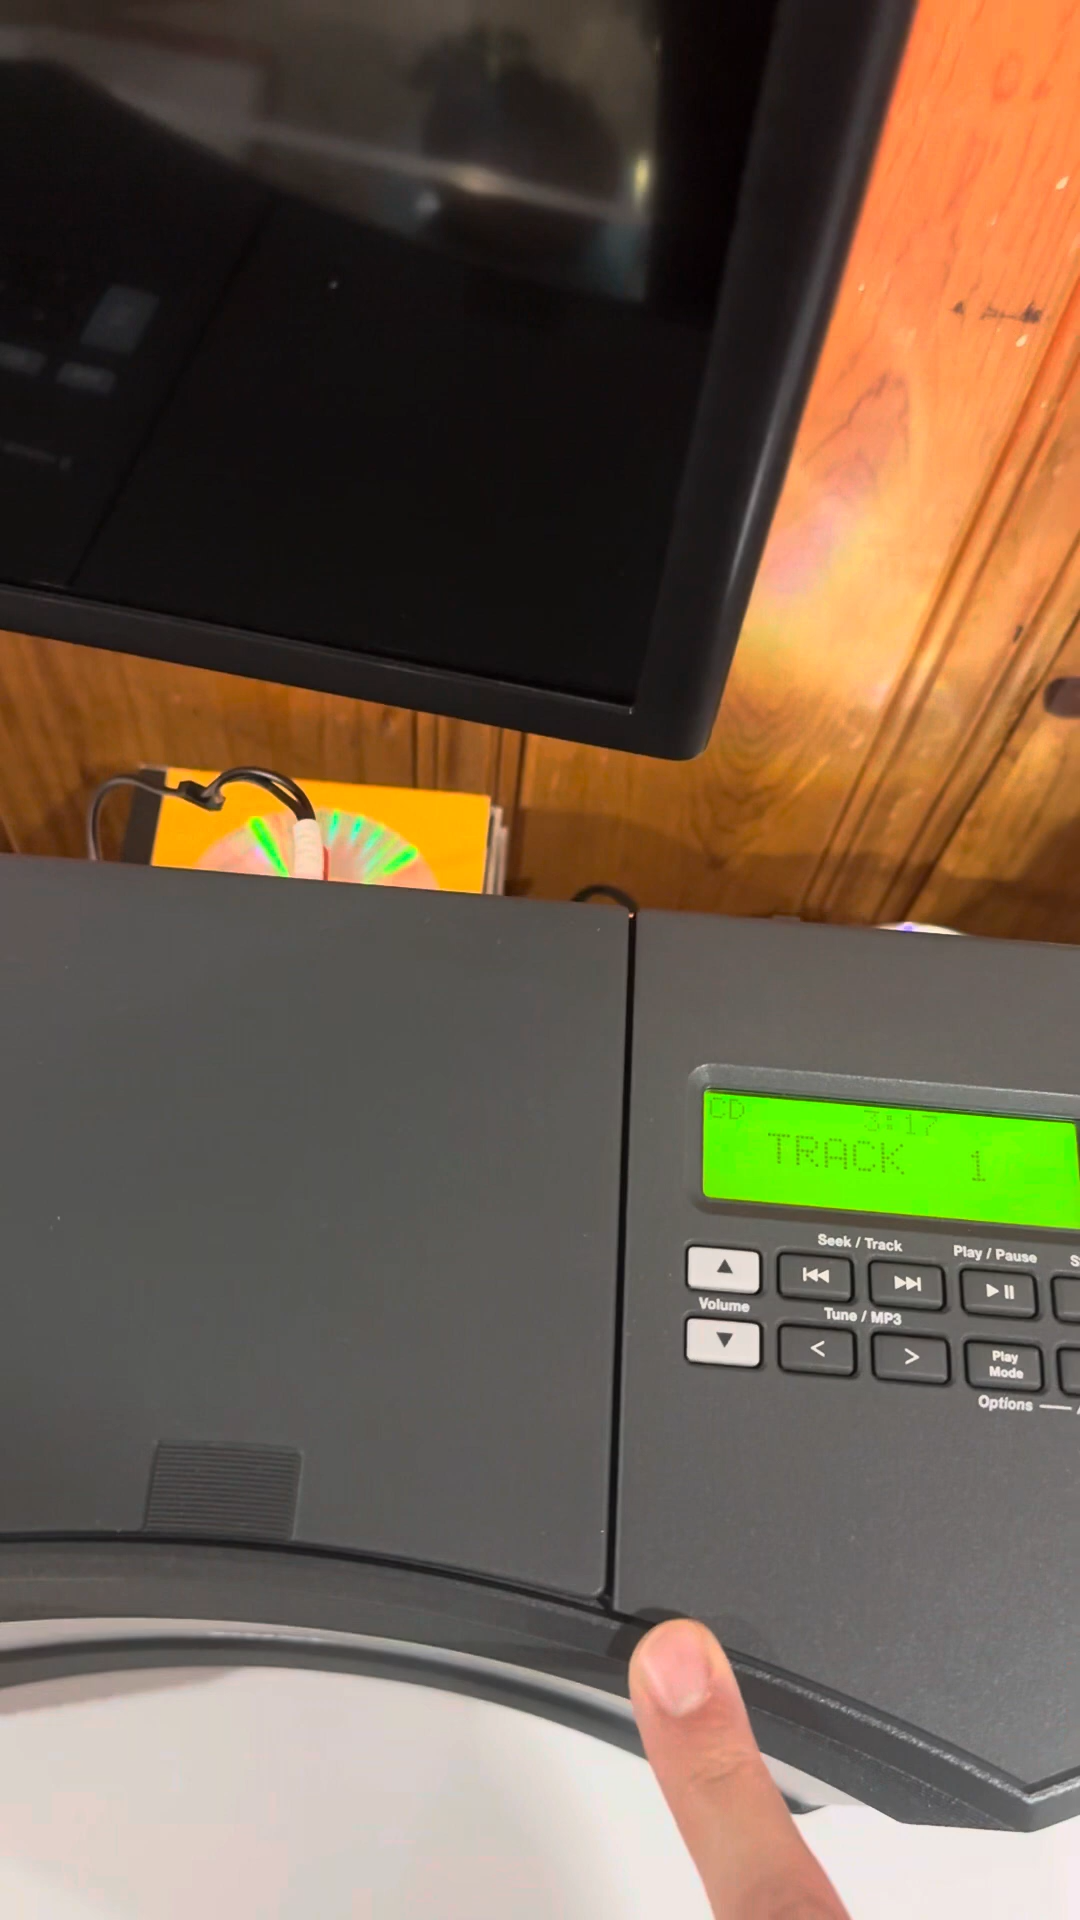 CD 3:17
TRACK 1
Seek / Track
Play / Pause
Volume
Tune / MP3
Play
Mode
Options